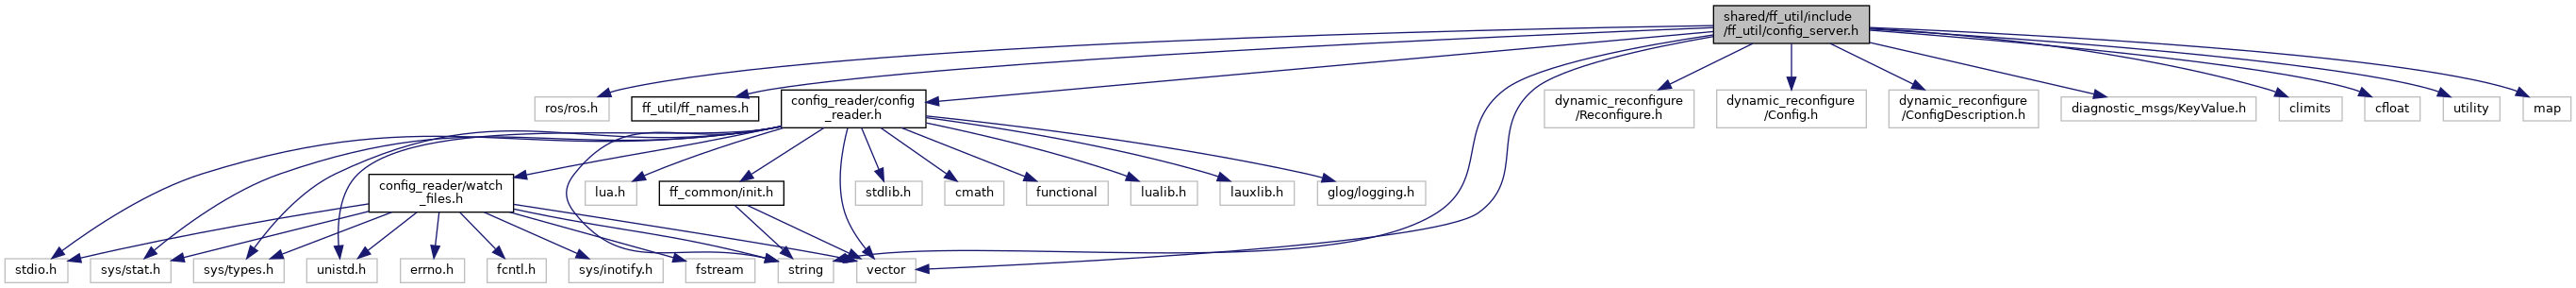 shared/ff_util/include
/ff_util/config_server.h
ros/ros.h
ff_util/ff_names.h
config_reader/config
_reader.h
dynamic_reconfigure
/Reconfigure.h
dynamic_reconfigure
/Config.h
dynamic_reconfigure
/ConfigDescription.h
diagnostic_msgs/KeyValue.h
climits
cfloat
utility
map
config_reader/watch
_files.h
lua.h
ff_common/init.h
stdlib.h
cmath
functional
lualib.h
lauxlib.h
glog/logging.h
stdio.h
sys/stat.h
sys/types.h
unistd.h
errno.h
fcntl.h
sys/inotify.h
fstream
string
vector